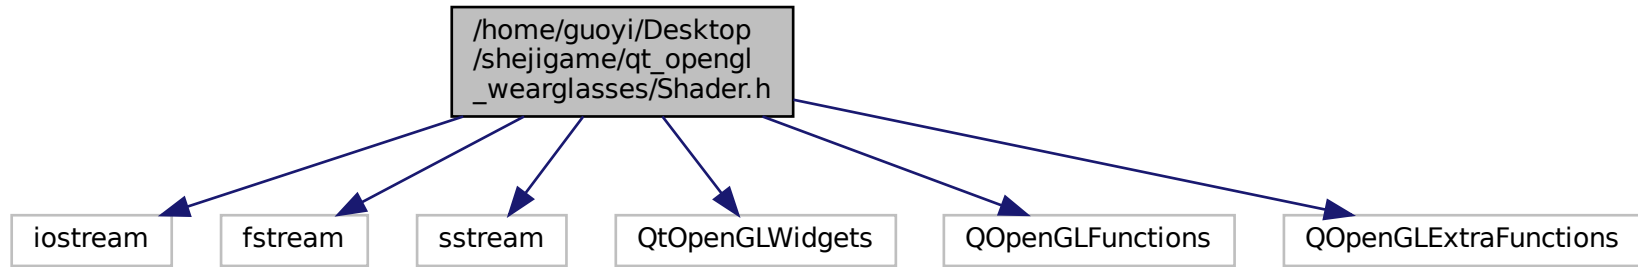 /home/guoyi/Desktop
/shejigame/qt_opengl
_wearglasses/Shader.h
iostream
fstream
sstream
QtOpenGLWidgets
QOpenGLFunctions
QOpenGLExtraFunctions